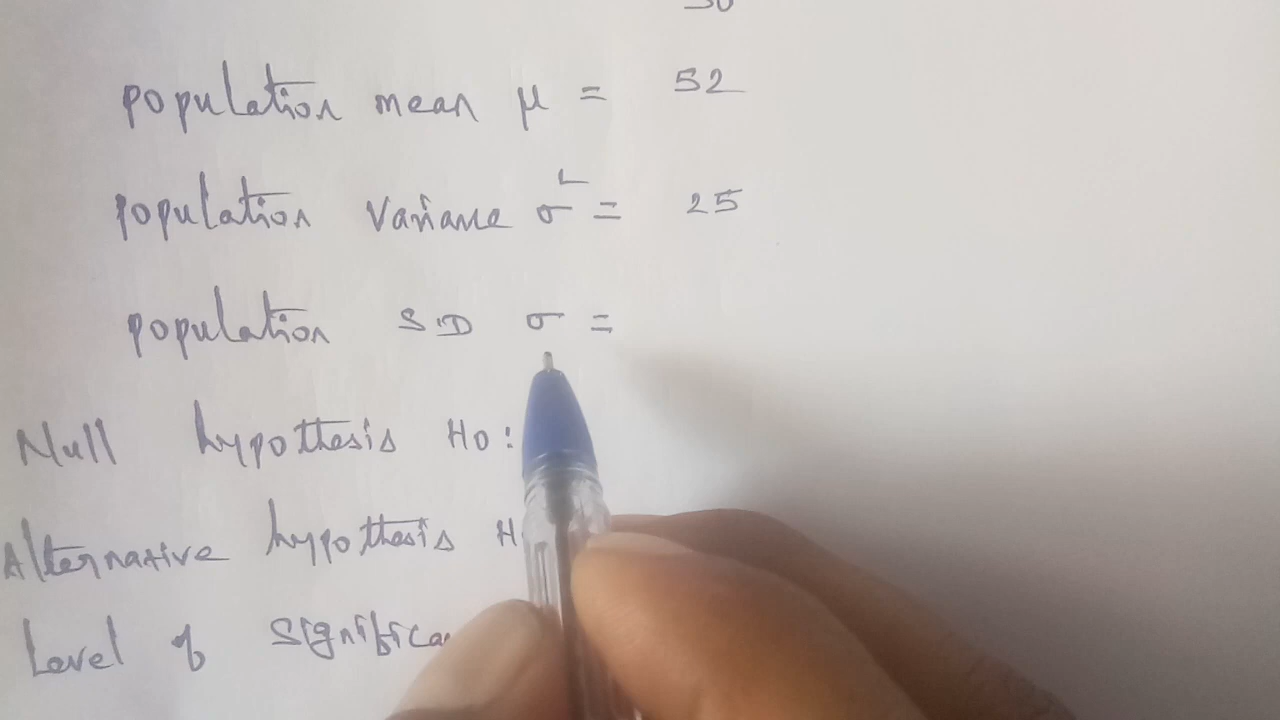 population mean μ = 52
population variance σ² = 25
population S.D σ =
Null hypothesis Ho:
Alternative hypothesis H
Level of